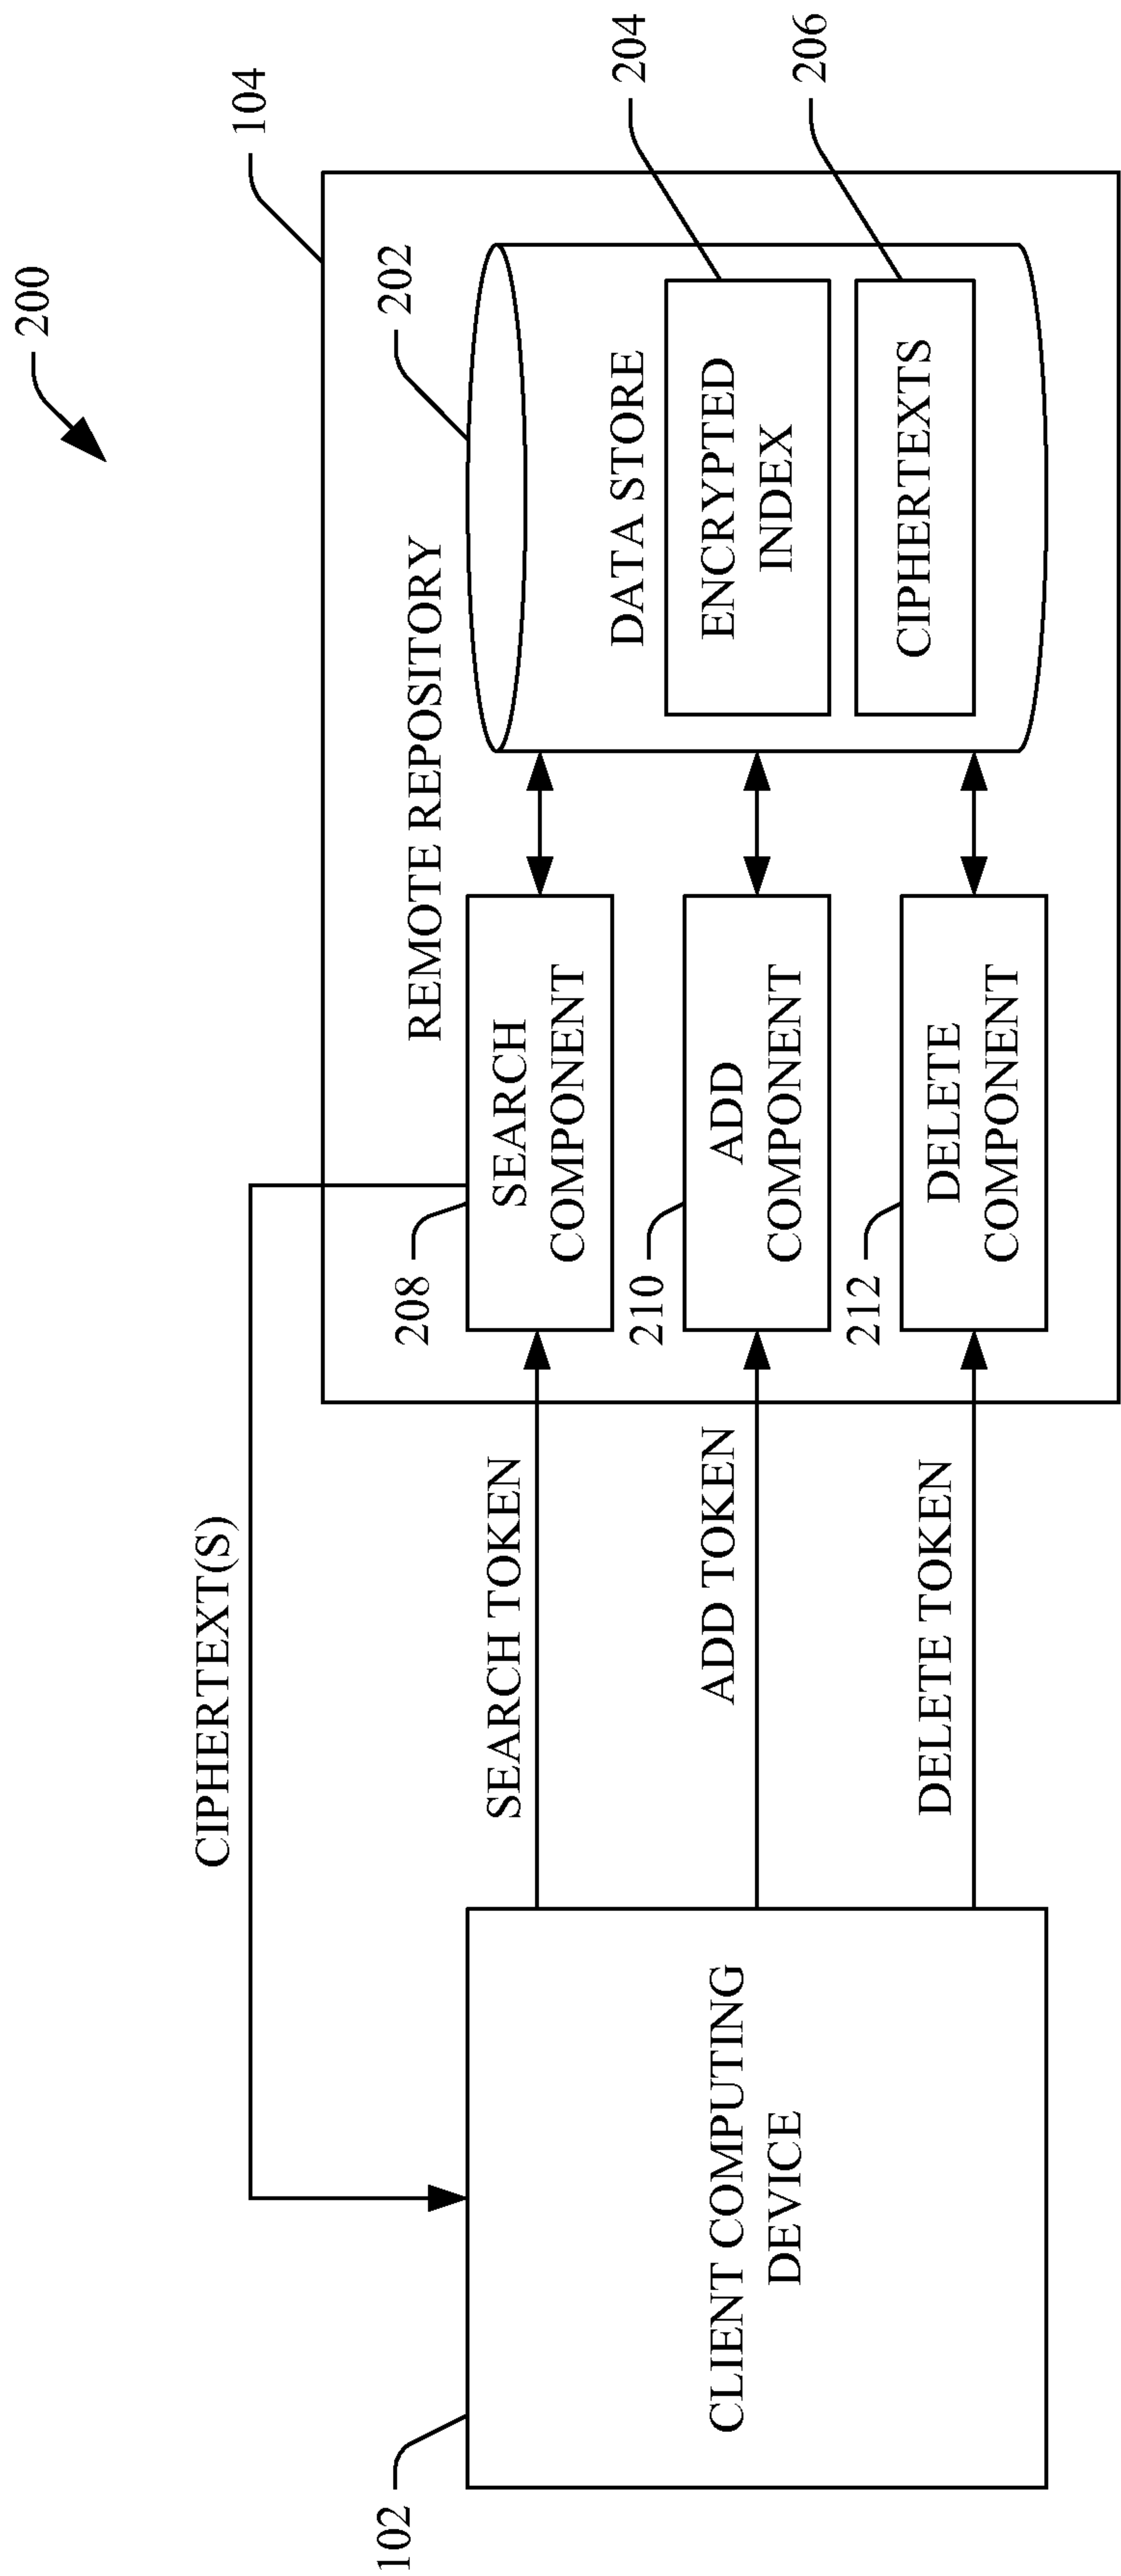 200
104
CIPHERTEXT(S)
REMOTE REPOSITORY
202
102
208
SEARCH TOKEN
SEARCH
COMPONENT
DATA STORE
204
210
ADD TOKEN
ADD
COMPONENT
ENCRYPTED
INDEX
CLIENT COMPUTING
DEVICE
206
212
DELETE TOKEN
DELETE
COMPONENT
CIPHERTEXTS